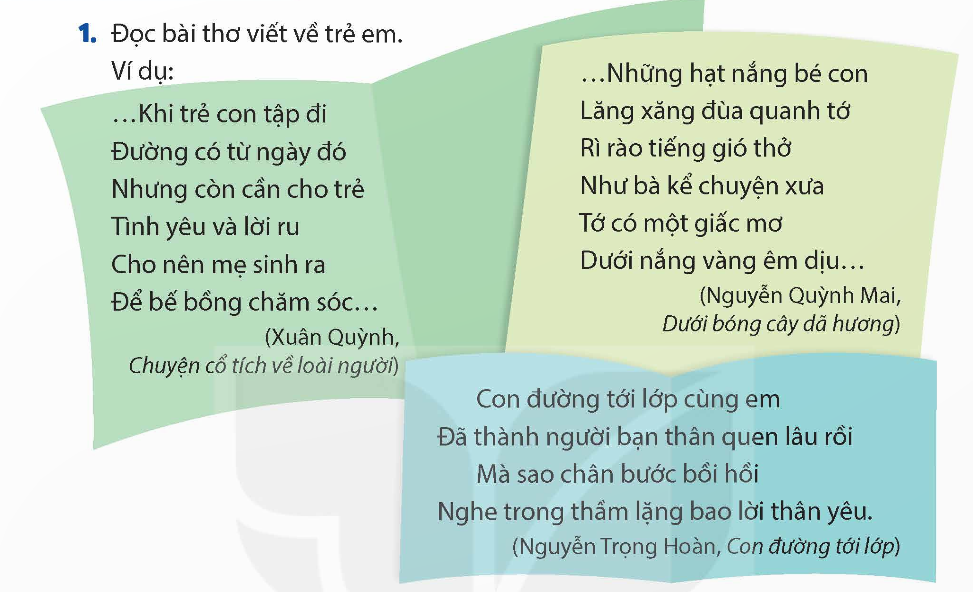 1. Đọc bài thơ viết về trẻ em.
Ví dụ:
…Khi trẻ con tập đi
Đường có từ ngày đó
Nhưng còn cần cho trẻ
Tình yêu và lời ru
Cho nên mẹ sinh ra
Để bế bồng chăm sóc…
(Xuân Quỳnh,
Chuyện cổ tích về loài người)
…Những hạt nắng bé con
Lăng xăng đùa quanh tớ
Rì rào tiếng gió thở
Như bà kể chuyện xưa
Tớ có một giấc mơ
Dưới nắng vàng êm dịu…
(Nguyễn Quỳnh Mai,
Dưới bóng cây dã hương)
Con đường tới lớp cùng em
Đã thành người bạn thân quen lâu rồi
Mà sao chân bước bồi hồi
Nghe trong thầm lặng bao lời thân yêu.
(Nguyễn Trọng Hoàn, Con đường tới lớp)